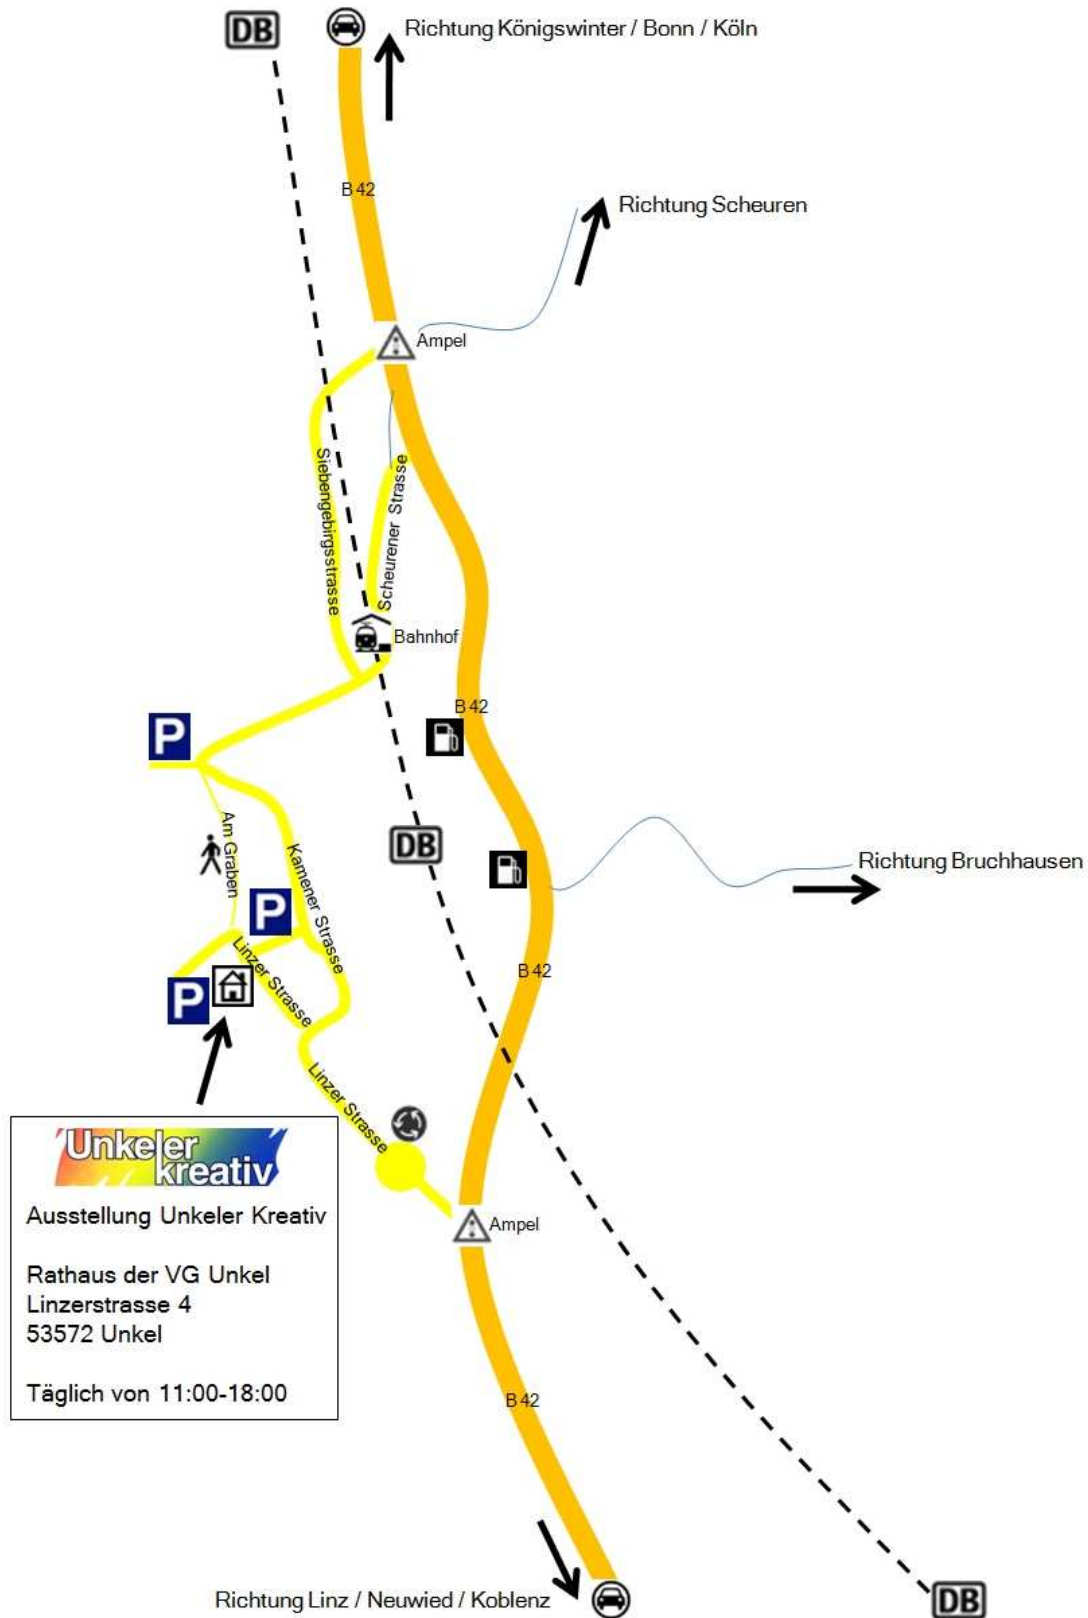 DB
Richtung Königswinter / Bonn / Köln
B 42
Richtung Scheuren
Ampel
Siebengebirgsstrasse
Scheurener Strasse
Bahnhof
B 42
P
Am Graben
Kamener Strasse
DB
Richtung Bruchhausen
P
Linzer Strasse
P
B 42
Linzer Strasse
Unkeler
kreativ
Ausstellung Unkeler Kreativ
Rathaus der VG Unkel
Linzerstrasse 4
53572 Unkel
Täglich von 11:00-18:00
Ampel
B 42
Richtung Linz / Neuwied / Koblenz
DB